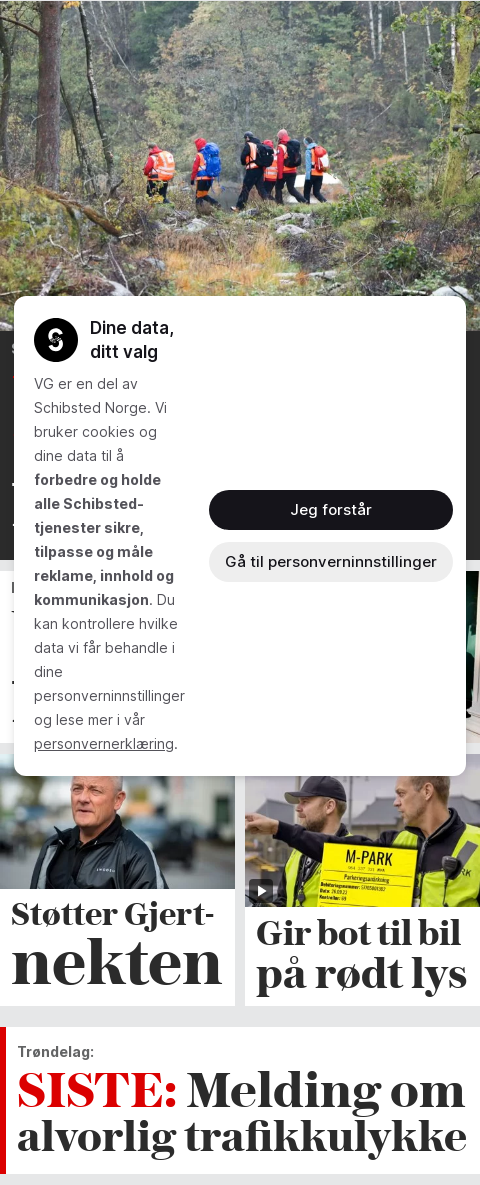 Dine data,
ditt valg
VG er en del av
Schibsted Norge. Vi
bruker cookies og
dine data til å
forbedre og holde
alle Schibsted-
tjenester sikre,
tilpasse og måle
reklame, innhold og
kommunikasjon. Du
kan kontrollere hvilke
data vi får behandle i
dine
personverninnstillinger
og lese mer i vår
personvernerklæring.
Jeg forstår
Gå til personverninnstillinger
M-PARK
Parkeringsanmerkning
Støtter Gjert-
nekten
Gir bot til bil
på rødt lys
Trøndelag:
SISTE: Melding om
alvorlig trafikkulykke